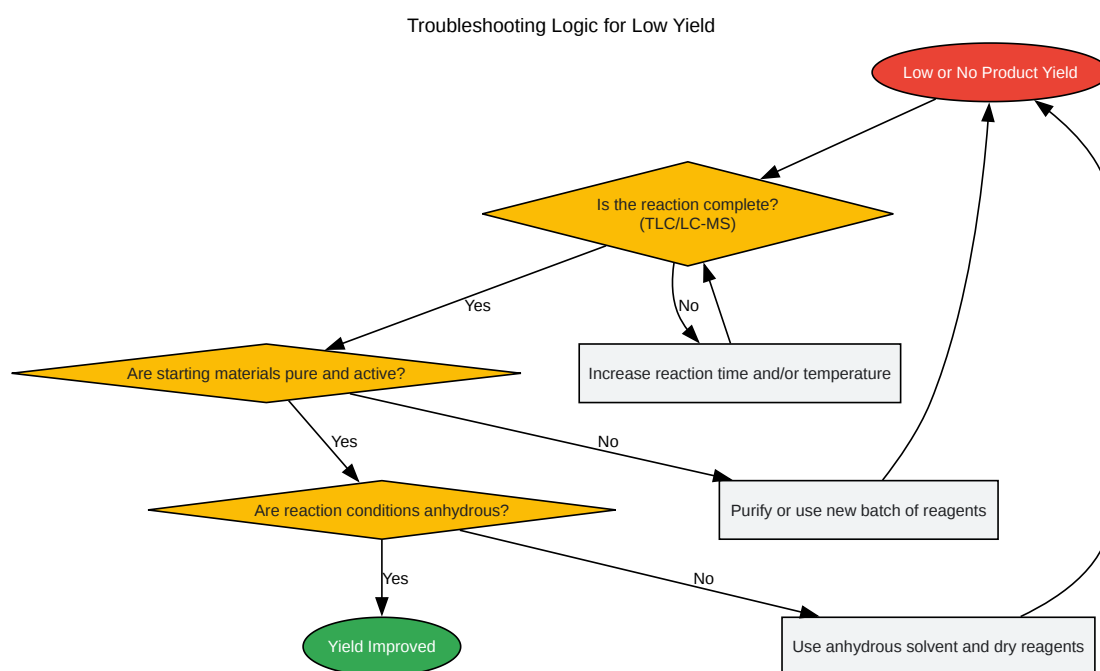 Troubleshooting Logic for Low Yield
Low or No Product Yield
Is the reaction complete?
(TLC/LC-MS)
Yes
No
Are starting materials pure and active?
Increase reaction time and/or temperature
Yes
No
Are reaction conditions anhydrous?
Purify or use new batch of reagents
Yes
No
Yield Improved
Use anhydrous solvent and dry reagents